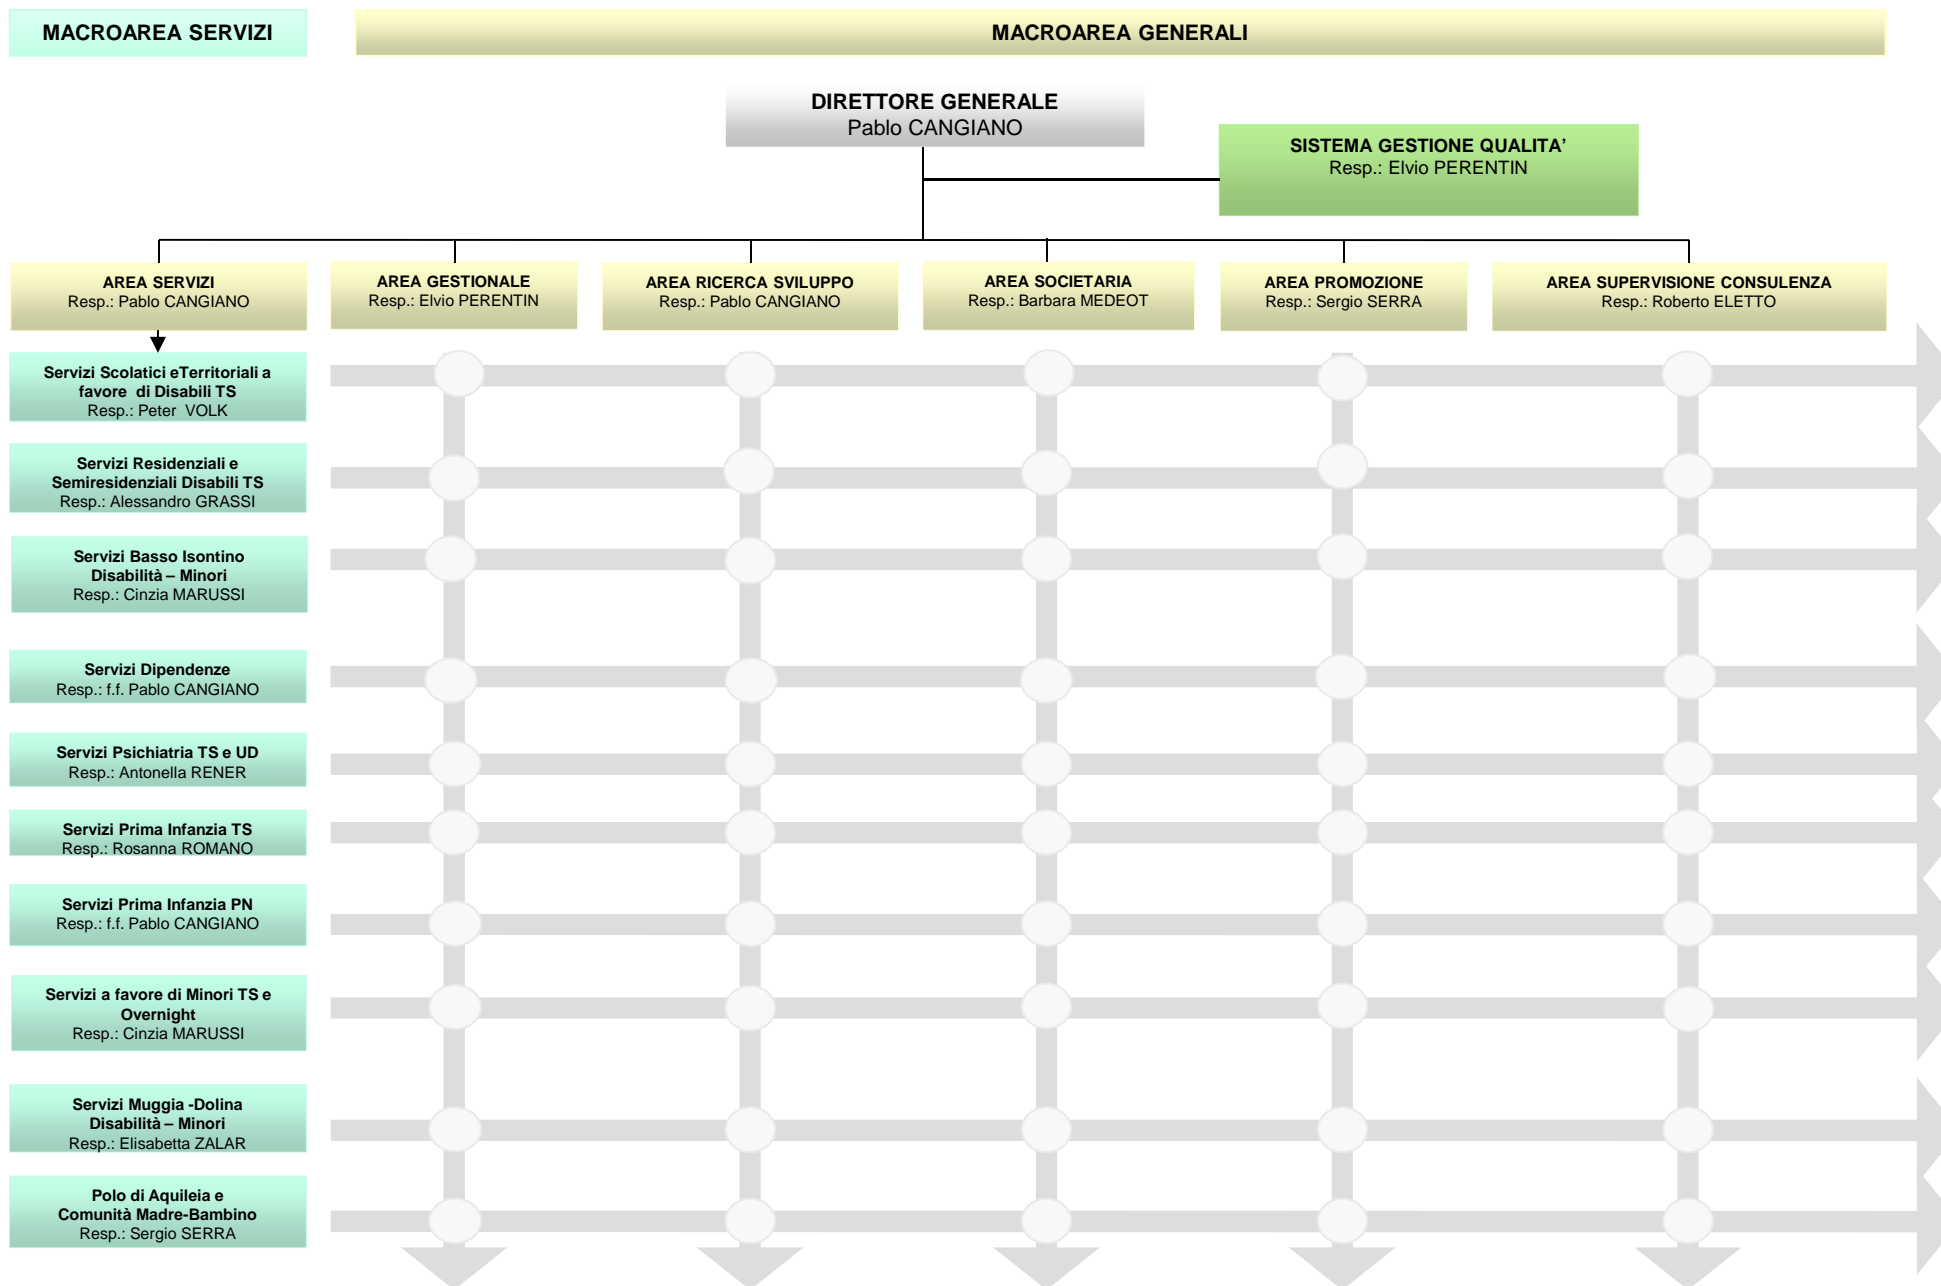 MACROAREA SERVIZI
MACROAREA GENERALI
DIRETTORE GENERALE
Pablo CANGIANO
SISTEMA GESTIONE QUALITA’
Resp.: Elvio PERENTIN
AREA SERVIZI
Resp.: Pablo CANGIANO
AREA GESTIONALE
Resp.: Elvio PERENTIN
AREA RICERCA SVILUPPO
Resp.: Pablo CANGIANO
AREA SOCIETARIA
Resp.: Barbara MEDEOT
AREA PROMOZIONE
Resp.: Sergio SERRA
AREA SUPERVISIONE CONSULENZA
Resp.: Roberto ELETTO
Servizi Scolatici eTerritoriali a
favore di Disabili TS
Resp.: Peter VOLK
Servizi Residenziali e
Semiresidenziali Disabili TS
Resp.: Alessandro GRASSI
Servizi Basso Isontino
Disabilità – Minori
Resp.: Cinzia MARUSSI
Servizi Dipendenze
Resp.: f.f. Pablo CANGIANO
Servizi Psichiatria TS e UD
Resp.: Antonella RENER
Servizi Prima Infanzia TS
Resp.: Rosanna ROMANO
Servizi Prima Infanzia PN
Resp.: f.f. Pablo CANGIANO
Servizi a favore di Minori TS e
Overnight
Resp.: Cinzia MARUSSI
Servizi Muggia -Dolina
Disabilità – Minori
Resp.: Elisabetta ZALAR
Polo di Aquileia e
Comunità Madre-Bambino
Resp.: Sergio SERRA